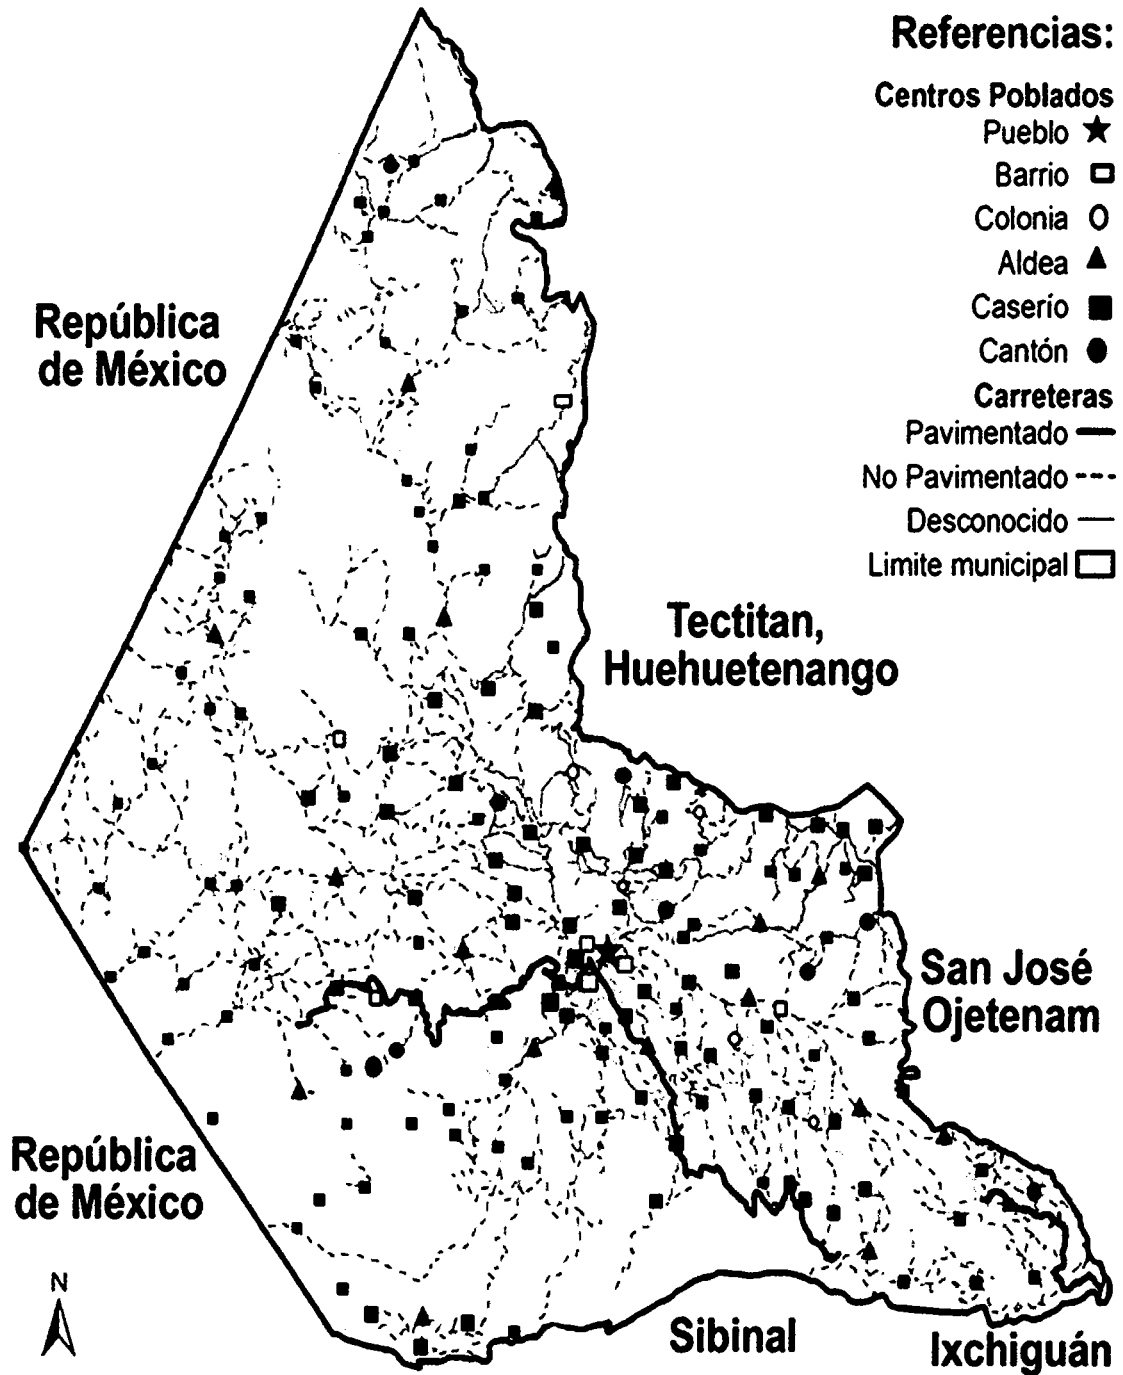 Referencias:
Centros Poblados
Pueblo
Barrio
Colonia
Aldea
Caserío
Cantón
Carreteras
Pavimentado
No Pavimentado
Desconocido
Limite municipal
República
de México
Tectitan,
Huehuetenango
San José
Ojetenam
República
de México
N
Sibinal
Ixchiguán